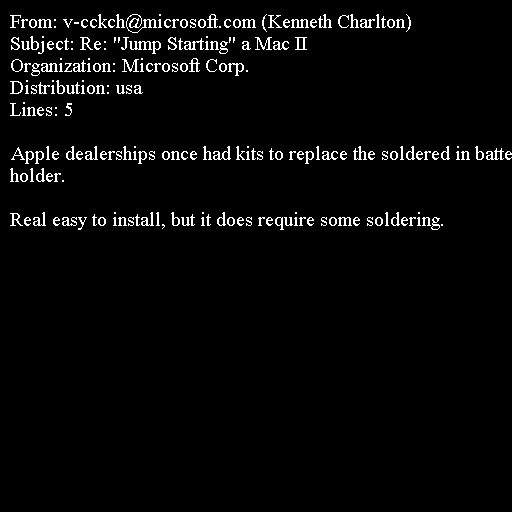 From: v-cckch@microsoft.com (Kenneth Charlton)
Subject: Re: "Jump Starting" a Mac II
Organization: Microsoft Corp.
Distribution: usa
Lines: 5

Apple dealerships once had kits to replace the soldered in batte
holder.

Real easy to install, but it does require some soldering.